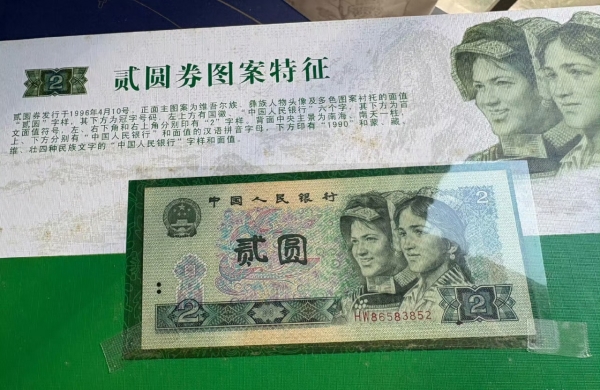 2
贰圆券图案特征
贰圆券发行于1996年4月10号，正面主图案为维吾尔族、彝族人物头像及多色图案衬托的面值
"贰圆"字样，其下方为冠字号码，左上方有国徽、"中国人民银行"六个字，其下方为盲
文面值符号，左、右下角和右上角分别印有"2"字样。背面中央主景为南海、南天一柱，
上、下方分别有"中国人民银行"和面值的汉语拼音字母，下方印有"1990"和蒙、藏、
维、壮四种民族文字的"中国人民银行"字样和面值
中国人民银行
2
贰圆
2
2
HW86583852